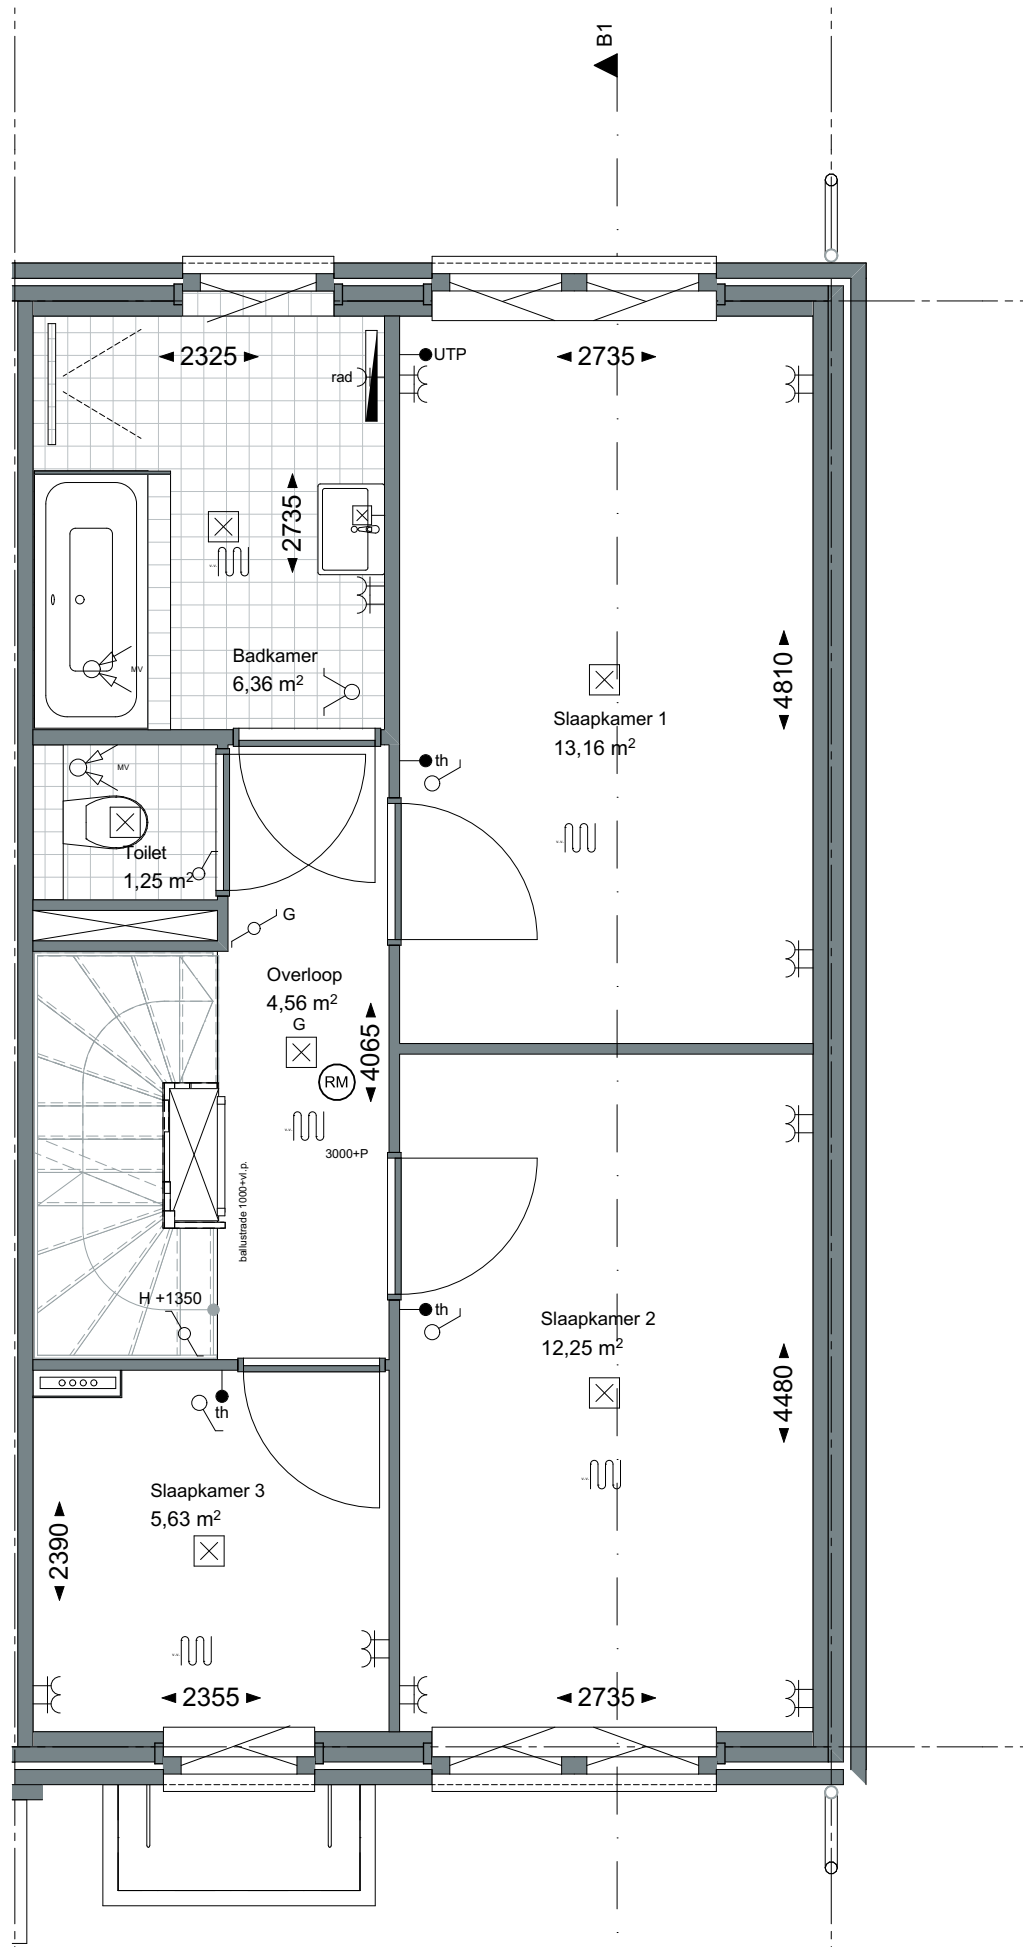 B1
2325
2735
UTP
rad
2735
MV
Badkamer
6,36 m²
4810
Slaapkamer 1
13,16 m²
th
MV
Toilet
1,25 m²
G
Overloop
4,56 m²
G
4065
RM
3000+P
ballustrade 1000+vl.p.
H +1350
th
Slaapkamer 2
12,25 m²
4480
th
Slaapkamer 3
5,63 m²
2390
2355
2735